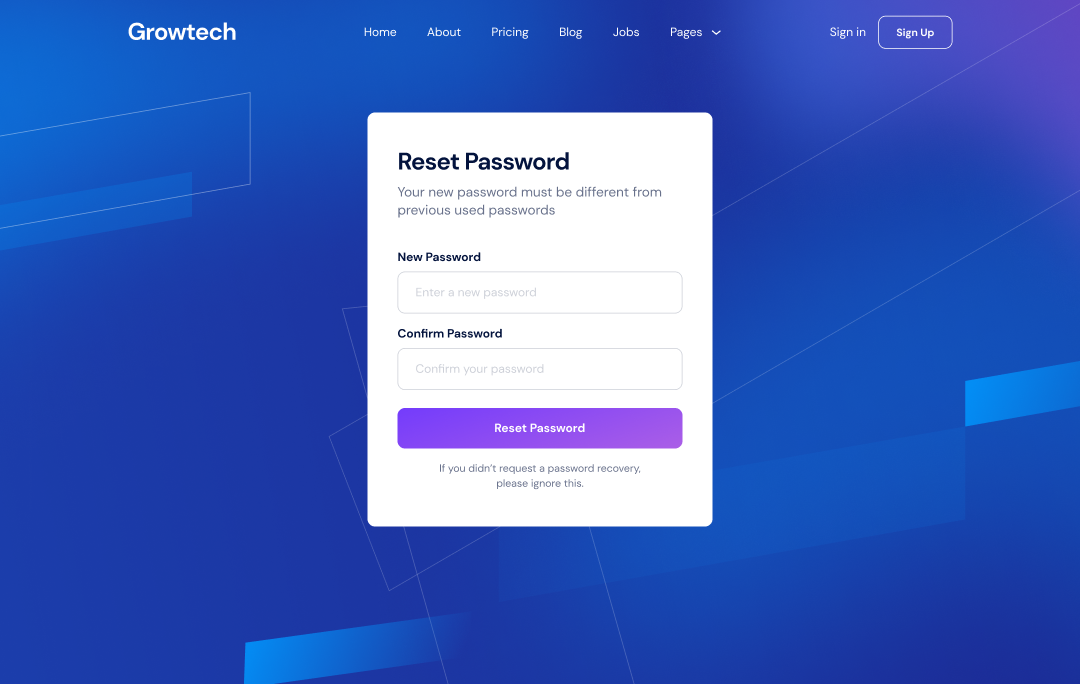 Growtech
Home About Pricing Blog Jobs Pages
Sign in Sign Up
Reset Password
Your new password must be different from
previous used passwords
New Password
Enter a new password
Confirm Password
Confirm your password
Reset Password
If you didn’t request a password recovery,
please ignore this.